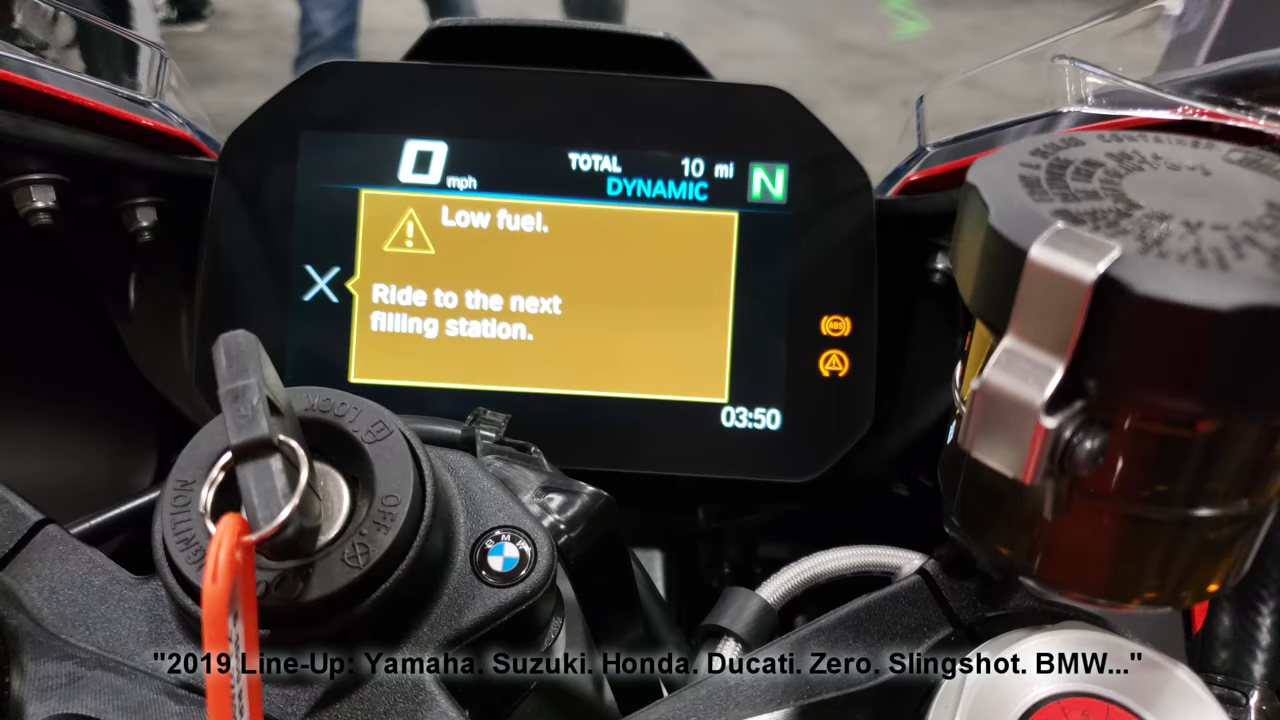 0 mph
TOTAL 10 mi
DYNAMIC
N
Low fuel.
Ride to the next
filling station.
ABS
03:50
LOCK
OFF
IGNITION
BMW
"2019 Line-Up: Yamaha. Suzuki. Honda. Ducati. Zero. Slingshot. BMW..."